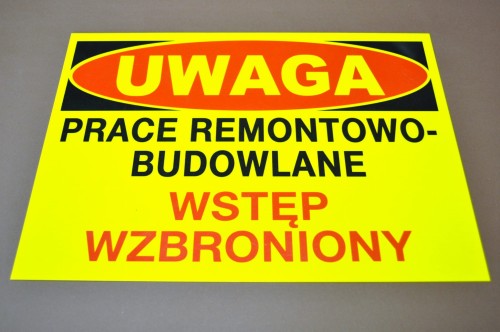 UWAGA
PRACE REMONTOWO-
BUDOWLANE
WSTĘP
WZBRONIONY